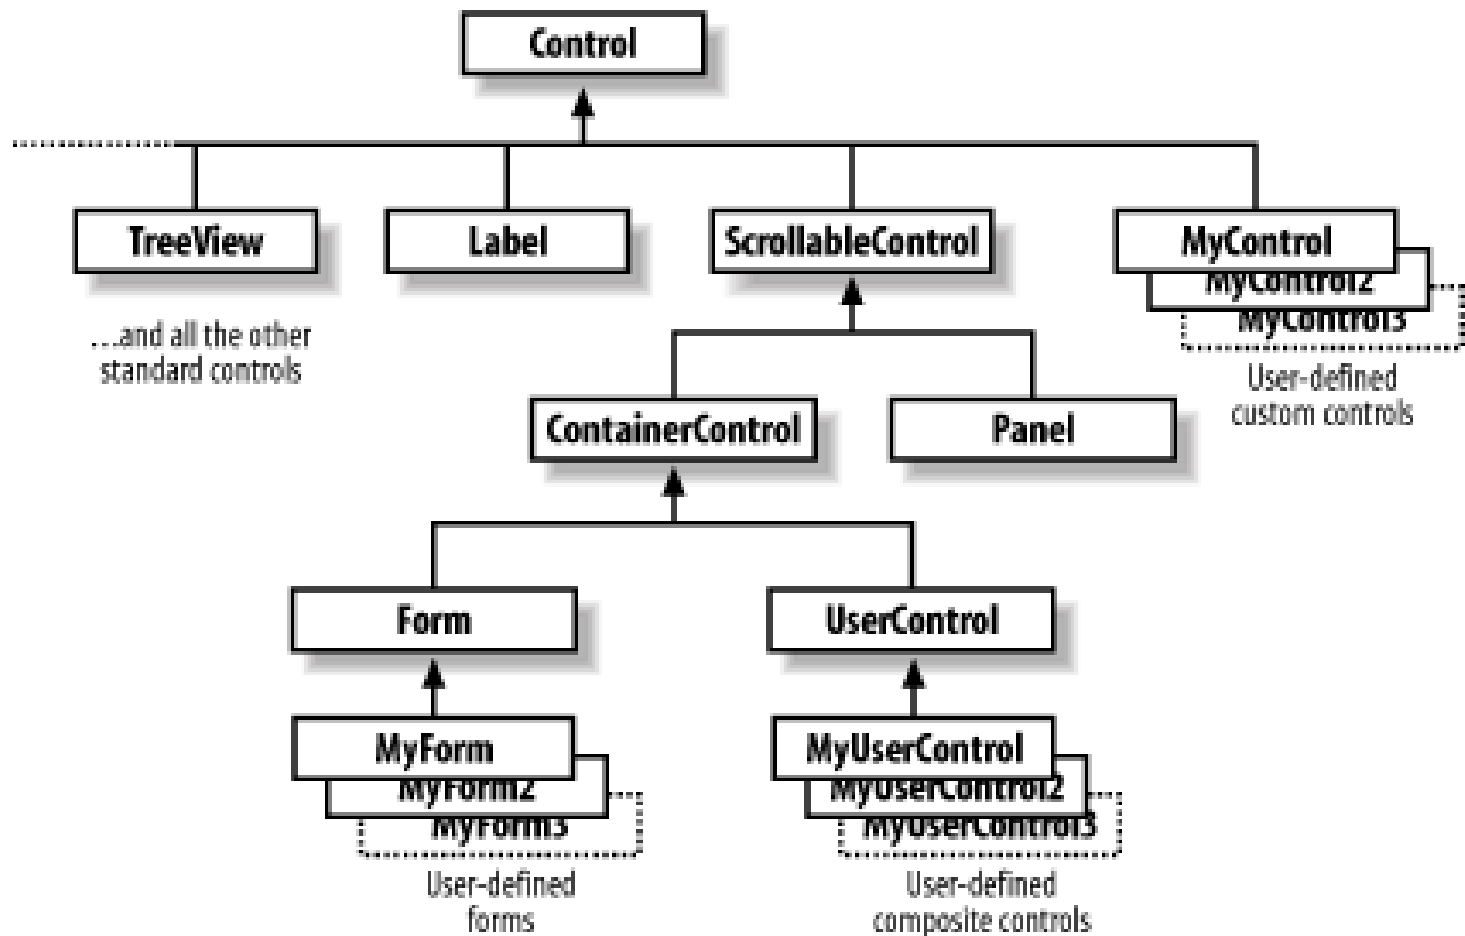 Control
TreeView
Label
ScrollableControl
MyControl
MyControl2
MyControl3
...and all the other
standard controls
User-defined
custom controls
ContainerControl
Panel
Form
UserControl
MyForm
MyForm2
MyForm3
User-defined
forms
MyUserControl
MyUserControl2
MyUserControl3
User-defined
composite controls